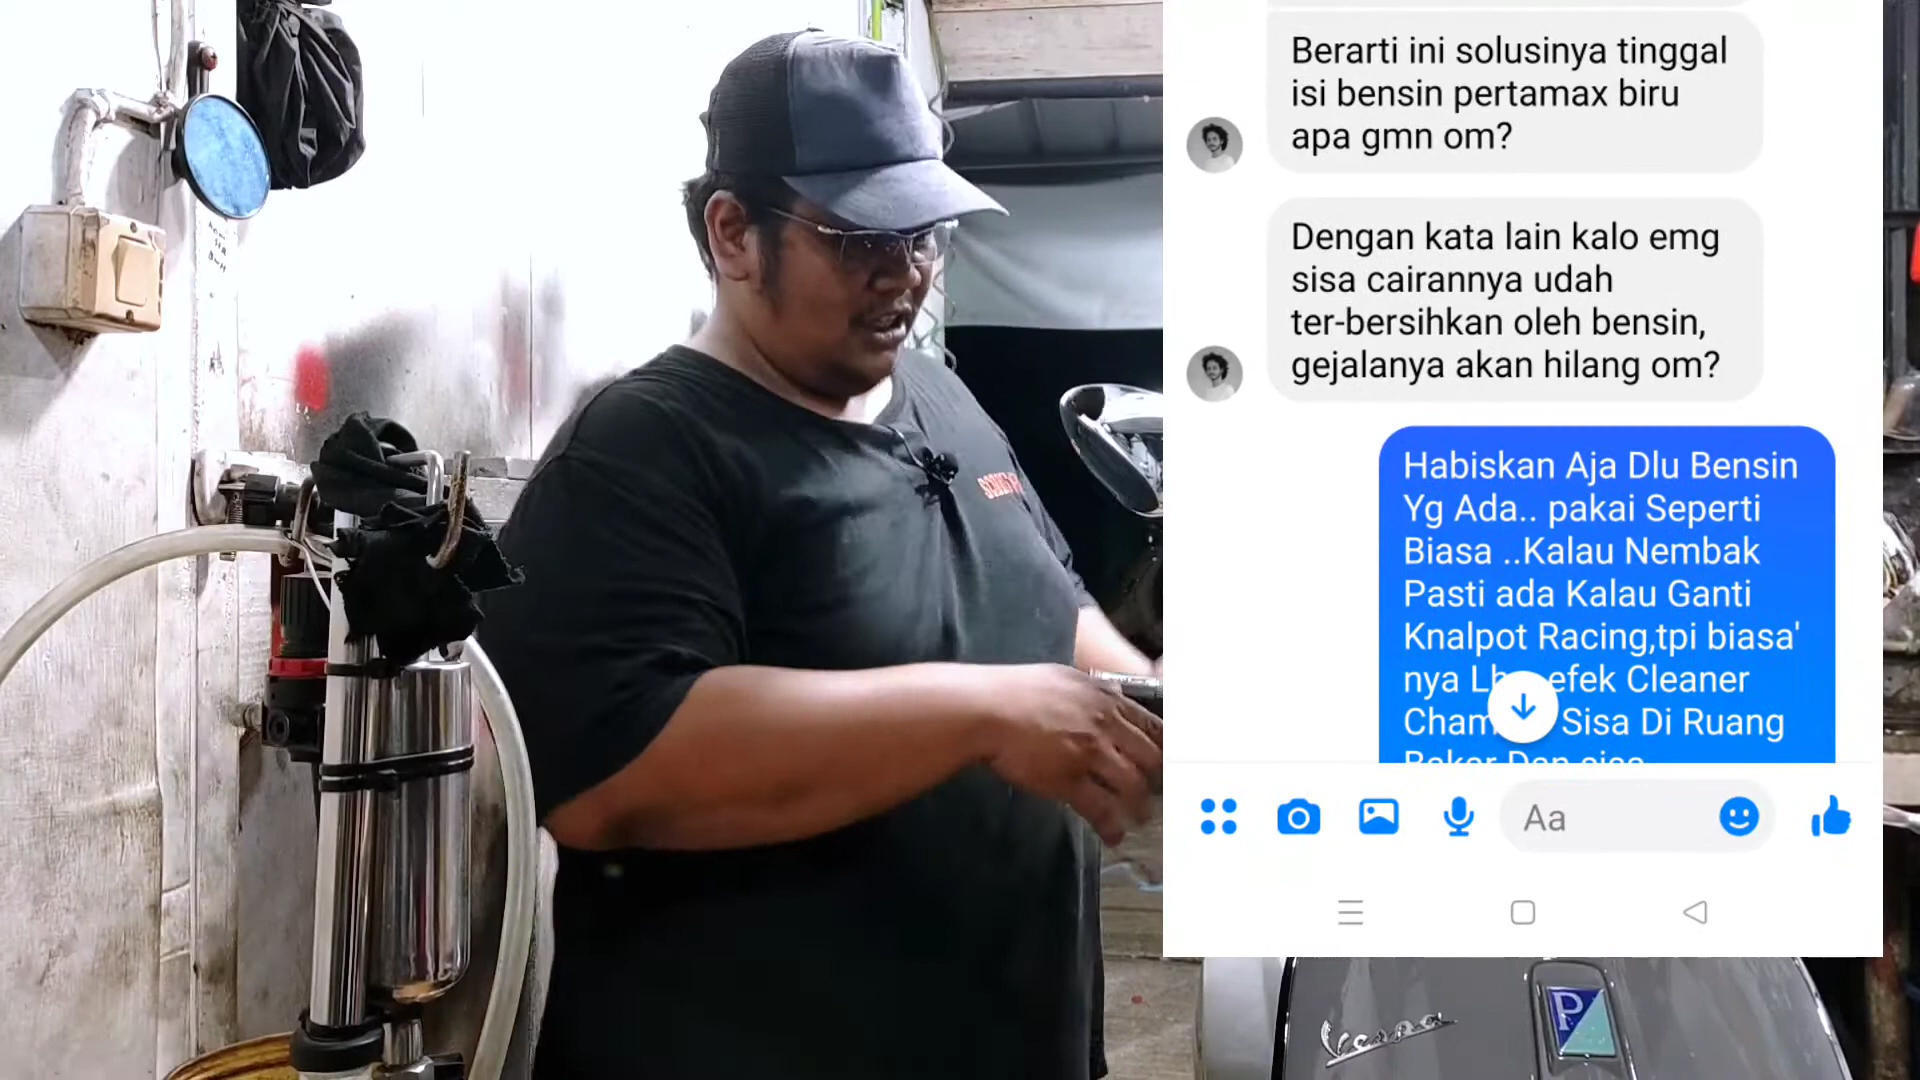 Berarti ini solusinya tinggal
isi bensin pertamax biru
apa gmn om?
Dengan kata lain kalo emg
sisa cairannya udah
ter-bersihkan oleh bensin,
gejalanya akan hilang om?
Habiskan Aja Dlu Bensin
Yg Ada.. pakai Seperti
Biasa ..Kalau Nembak
Pasti ada Kalau Ganti
Knalpot Racing,tpi biasa'
nya efek Cleaner
Sisa Di Ruang
Aa
Vespa
P